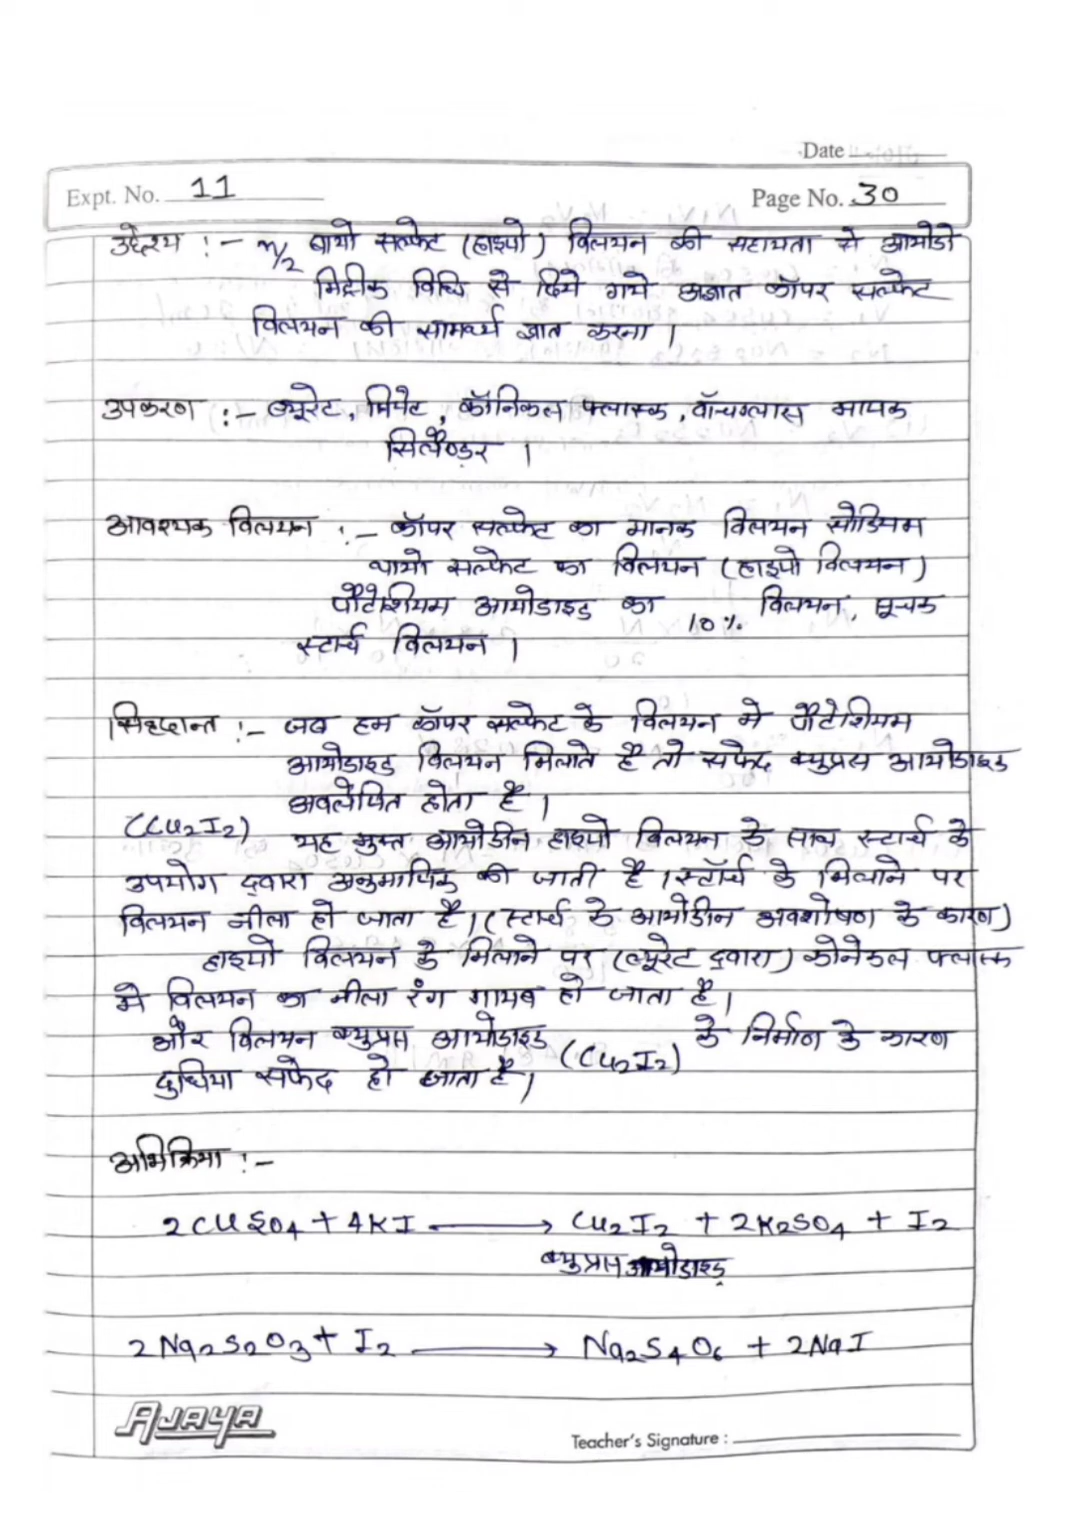 Date
Expt. No. 11
Page No. 30
उद्देश्य :- n/2 थायो सल्फेट (हाइपो) विलयन की सहायता से आयोडो
मिट्रीक विधि से दिये गये अज्ञात कॉपर सल्फेट
विलयन की सामर्थ्य ज्ञात करना ।
उपकरण :- ब्यूरेट, पिपेट, कॉनिकल फ्लास्क, वॉचग्लास मापक
सिलैण्डर ।
आवश्यक विलयन :- कॉपर सल्फेट का मानक विलयन सोडियम
थायो सल्फेट का विलयन (हाइपो विलयन)
पौटेशियम आयोडाइड का 10% विलयन, सूचक
स्टार्च विलयन ।
सिद्धान्त :- जब हम कॉपर सल्फेट के विलयन मे पौटेशियम
आयोडाइड विलयन मिलाते है तो सफेद क्युप्रस आयोडाइड
अवक्षेपित होता है ।
(Cu2I2) यह मुक्त आयोडीन हाइपो विलयन के साथ स्टार्च के
उपयोग द्वारा अनुमापित की जाती है । स्टॉर्च के मिलाने पर
विलयन नीला हो जाता है। (स्टार्च के आयोडीन अवशोषण के कारण)
हाइपो विलयन के मिलाने पर (ब्यूरेट द्वारा) कोनेकल फ्लास्क
मे विलयन का नीला रंग गायब हो जाता है।
और विलयन क्युप्रस आयोडाइड (Cu2I2) के निर्माण के कारण
दुधिया सफेद हो जाता है।
अभिक्रिया :-
2CuSO4 + 4KI ⟶ Cu2I2 + 2K2SO4 + I2
क्युप्रस आयोडाइड
2Na2S2O3 + I2 ⟶ Na2S4O6 + 2NaI
AJAYA
Teacher's Signature :